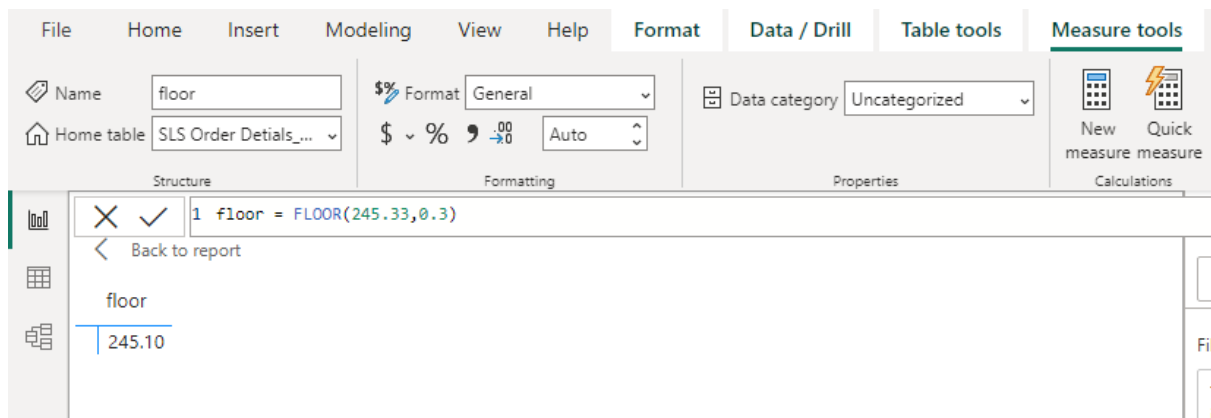 File Home Insert Modeling View Help Format Data / Drill Table tools Measure tools
Name floor $% Format General Data category Uncategorized New measure Quick measure
Home table SLS Order Detials_... $ % 9 .00 →.0 Auto
Structure Formatting Properties Calculations
1 floor = FLOOR(245.33,0.3)
Back to report
floor
245.10